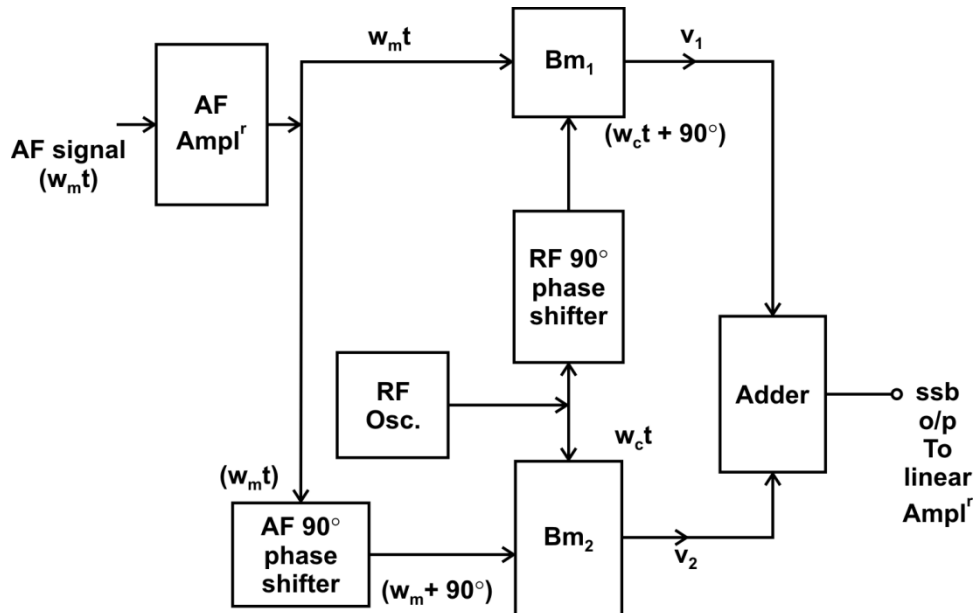 AF signal
(wmt)
AF
Amplr
wmt
Bm1
v1
(wct + 90°)
RF 90°
phase
shifter
RF
Osc.
wct
Adder
ssb
o/p
To
linear
Amplr
(wmt)
AF 90°
phase
shifter
(wm+ 90°)
Bm2
v2